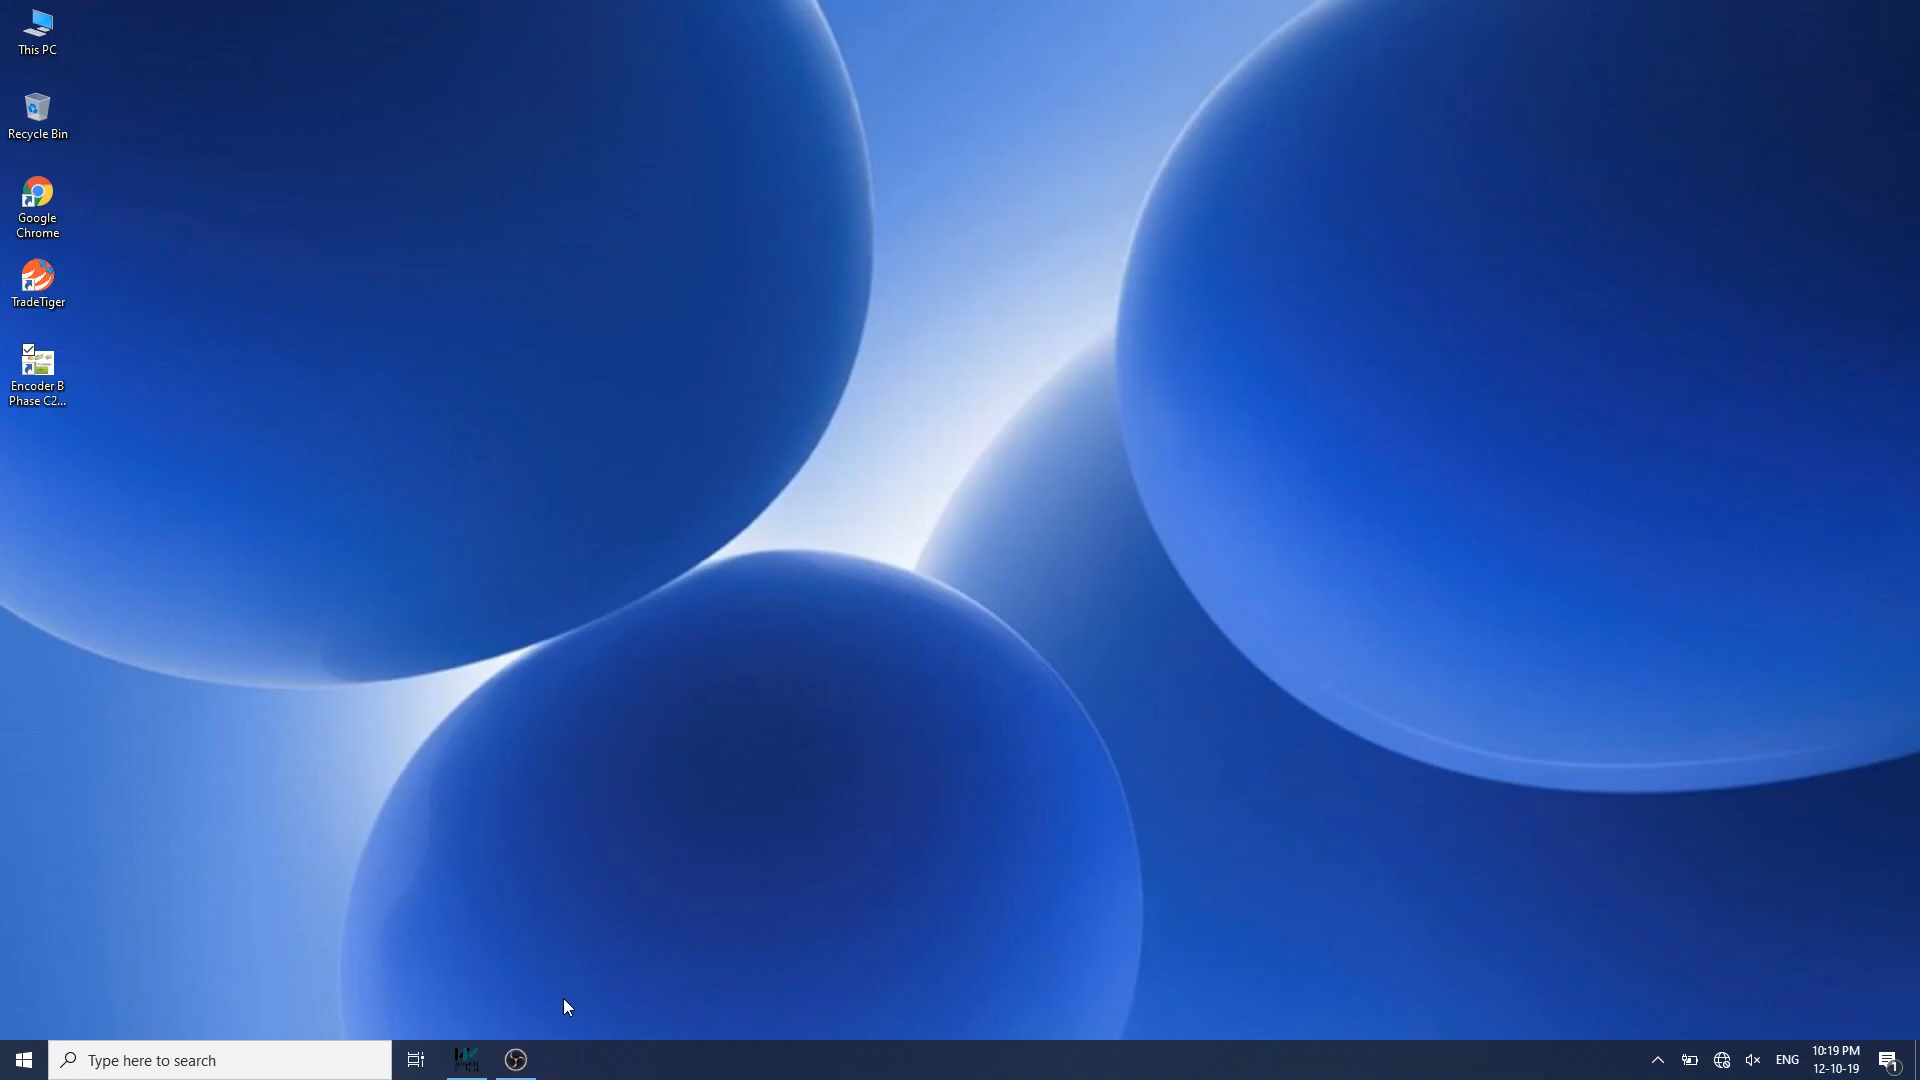 This PC
Recycle Bin
Google
Chrome
TradeTiger
Encoder B
Phase C2...
Type here to search
ENG
10:19 PM
12-10-19
1